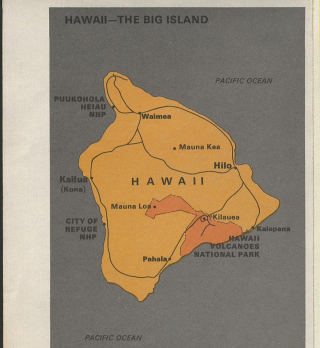 HAWAII—THE BIG ISLAND
PACIFIC OCEAN
PUUKOHOLA
HEIAU
NHP
Waimea
Mauna Kea
Hilo
Kailua
(Kona)
HAWAII
Mauna Loa
CITY OF
REFUGE
NHP
Kilauea
Kalapana
HAWAII
VOLCANOES
NATIONAL PARK
Pahala
PACIFIC OCEAN